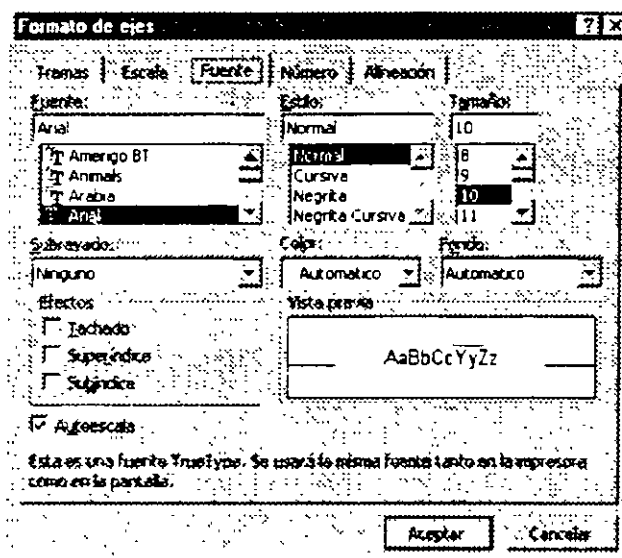 Formato de ejes
Tramas Escala Fuente Número Alineación
Fuente: Estilo: Tamaño:
Arial Normal 10
Amerigo BT Normal 8
Animals Cursiva 9
Arabia Negrita 10
Arial Negrita Cursiva 11
Subrayado: Color: Fondo:
Ninguno Automático Automático
Efectos Vista previa
Tachado
Superíndice AaBbCcYyZz
Subíndice
Autoescala
Esta es una fuente TrueType. Se usará la misma fuente tanto en la impresora
como en la pantalla.
Aceptar Cancelar